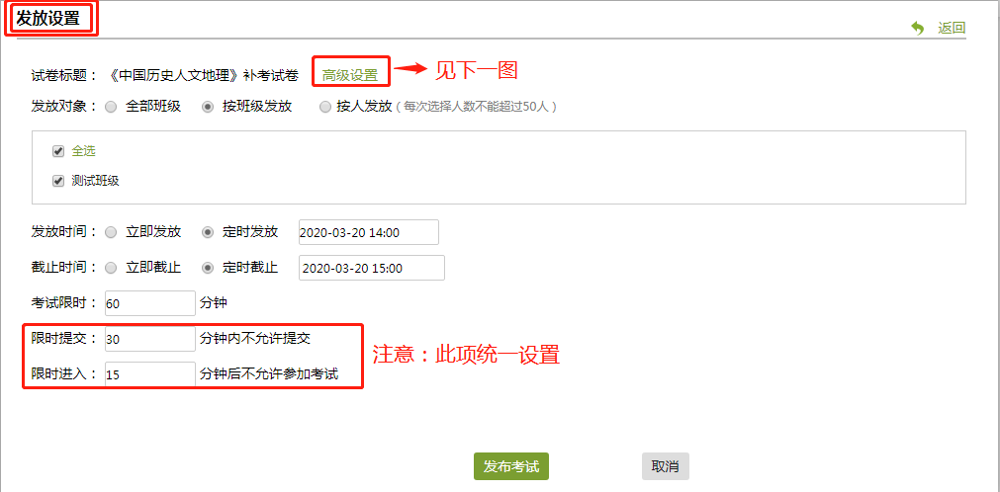 发放设置
返回
试卷标题： 《中国历史人文地理》补考试卷 高级设置 见下一图
发放对象： 全部班级 按班级发放 按人发放（每次选择人数不能超过50人）
全选
测试班级
发放时间： 立即发放 定时发放 2020-03-20 14:00
截止时间： 立即截止 定时截止 2020-03-20 15:00
考试限时： 60 分钟
限时提交： 30 分钟内不允许提交
注意：此项统一设置
限时进入： 15 分钟后不允许参加考试
发布考试 取消